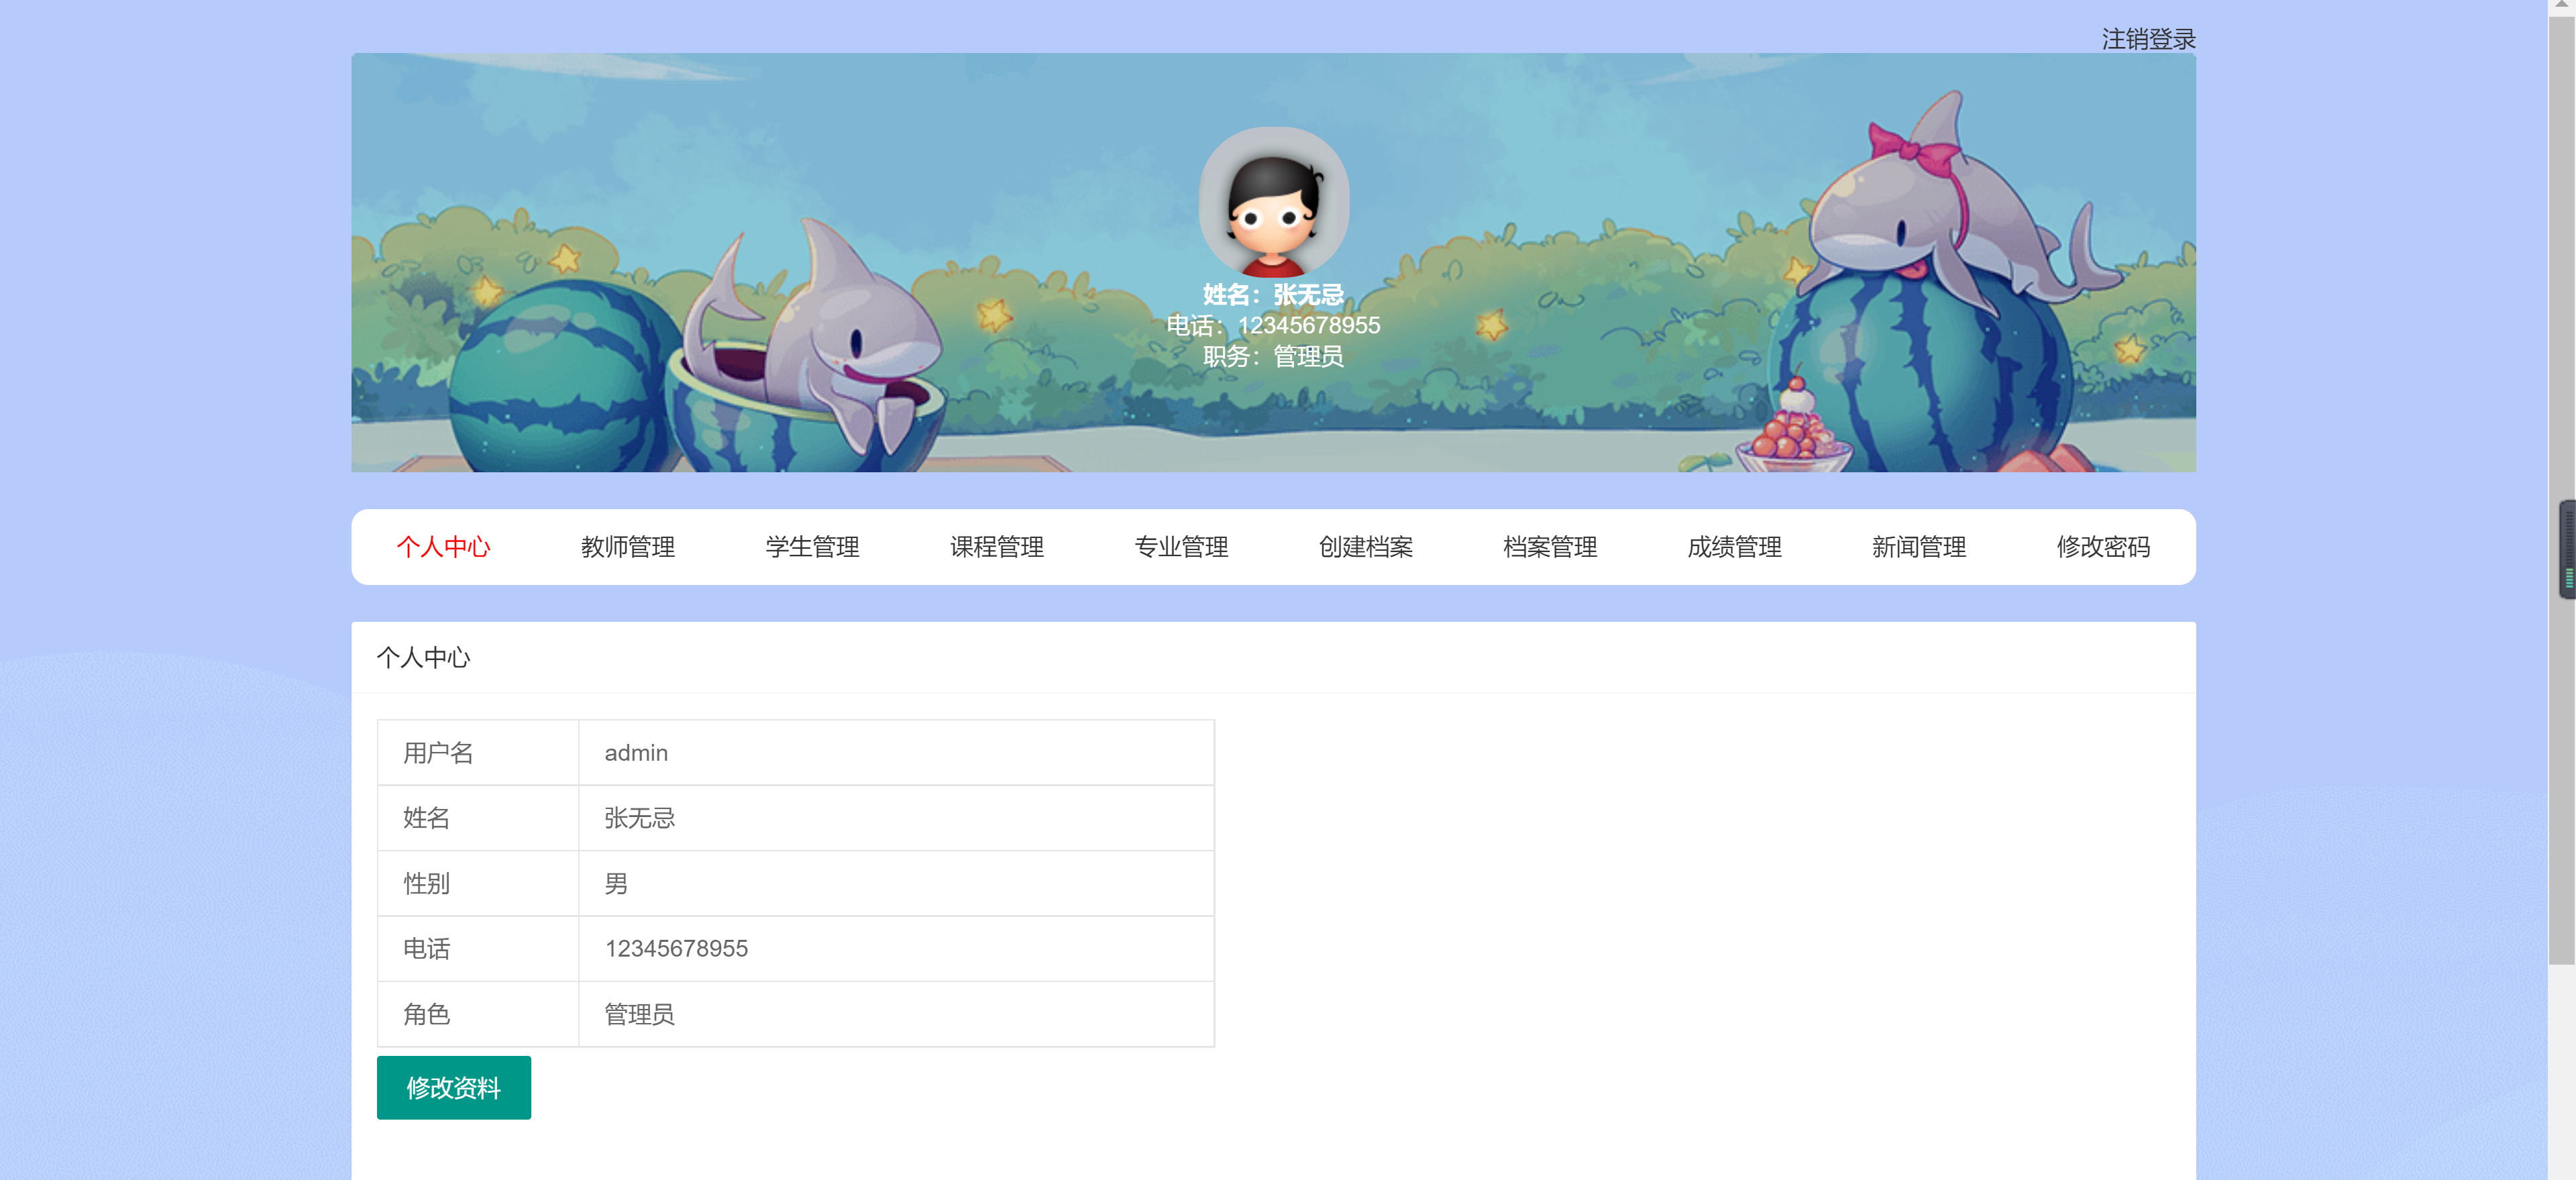 注销登录
姓名：张无忌
电话：12345678955
职务：管理员
个人中心 教师管理 学生管理 课程管理 专业管理 创建档案 档案管理 成绩管理 新闻管理 修改密码
个人中心
用户名 admin
姓名 张无忌
性别 男
电话 12345678955
角色 管理员
修改资料